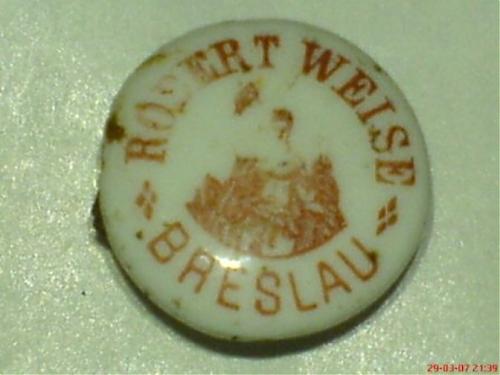 ROBERT WEISE
BRESLAU
29-03-07 21:39